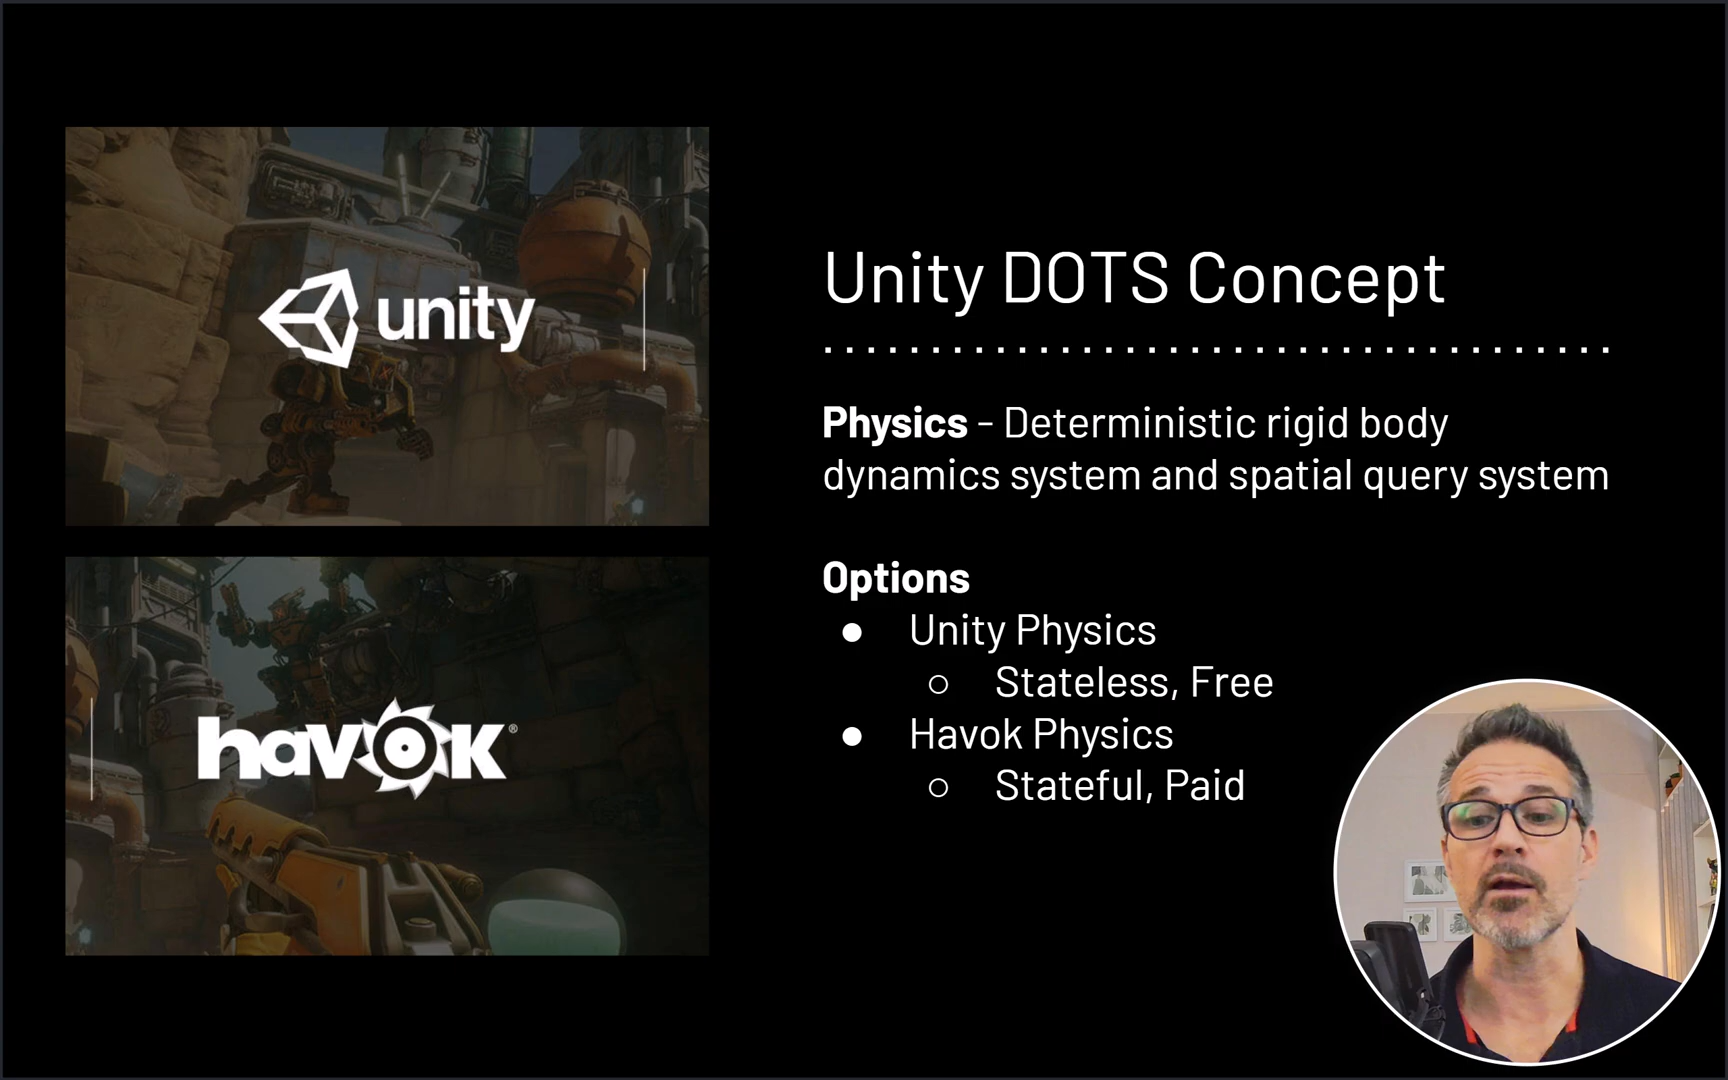 unity
havok®
Unity DOTS Concept
Physics - Deterministic rigid body
dynamics system and spatial query system
Options
● Unity Physics
○ Stateless, Free
● Havok Physics
○ Stateful, Paid